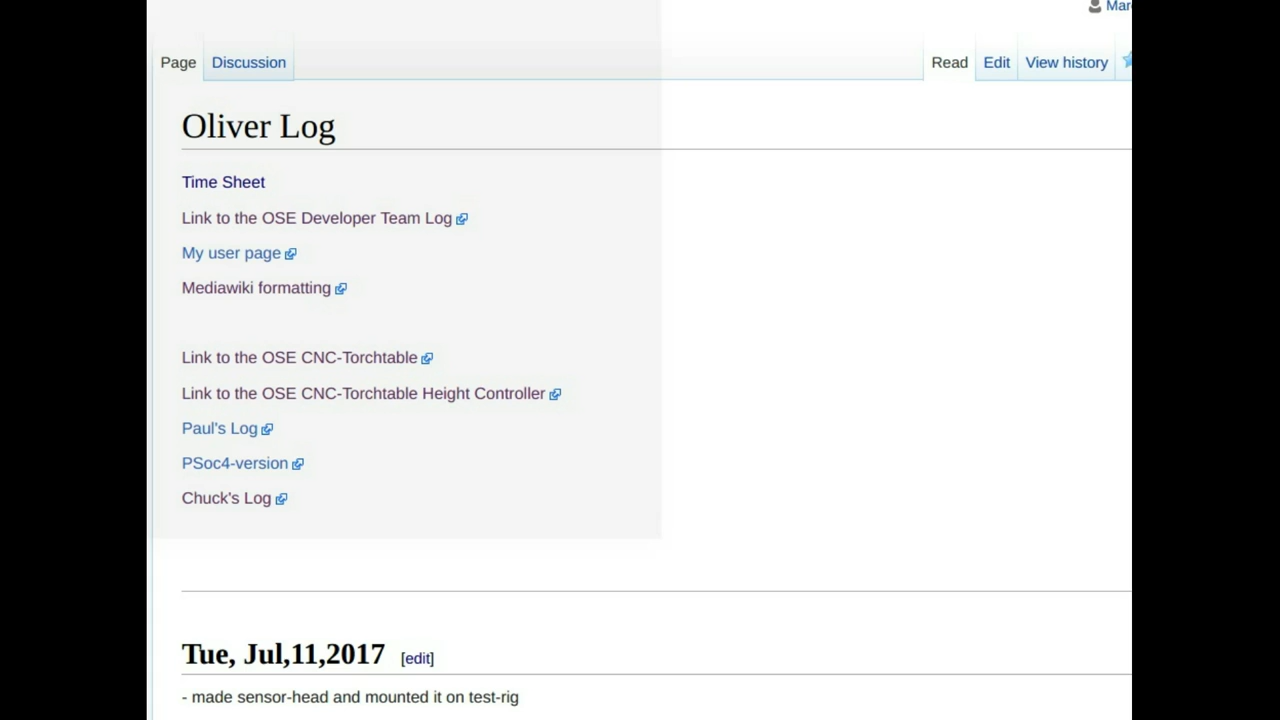 Mar
Page Discussion Read Edit View history
Oliver Log
Time Sheet
Link to the OSE Developer Team Log
My user page
Mediawiki formatting
Link to the OSE CNC-Torchtable
Link to the OSE CNC-Torchtable Height Controller
Paul's Log
PSoc4-version
Chuck's Log
Tue, Jul,11,2017 [edit]
- made sensor-head and mounted it on test-rig